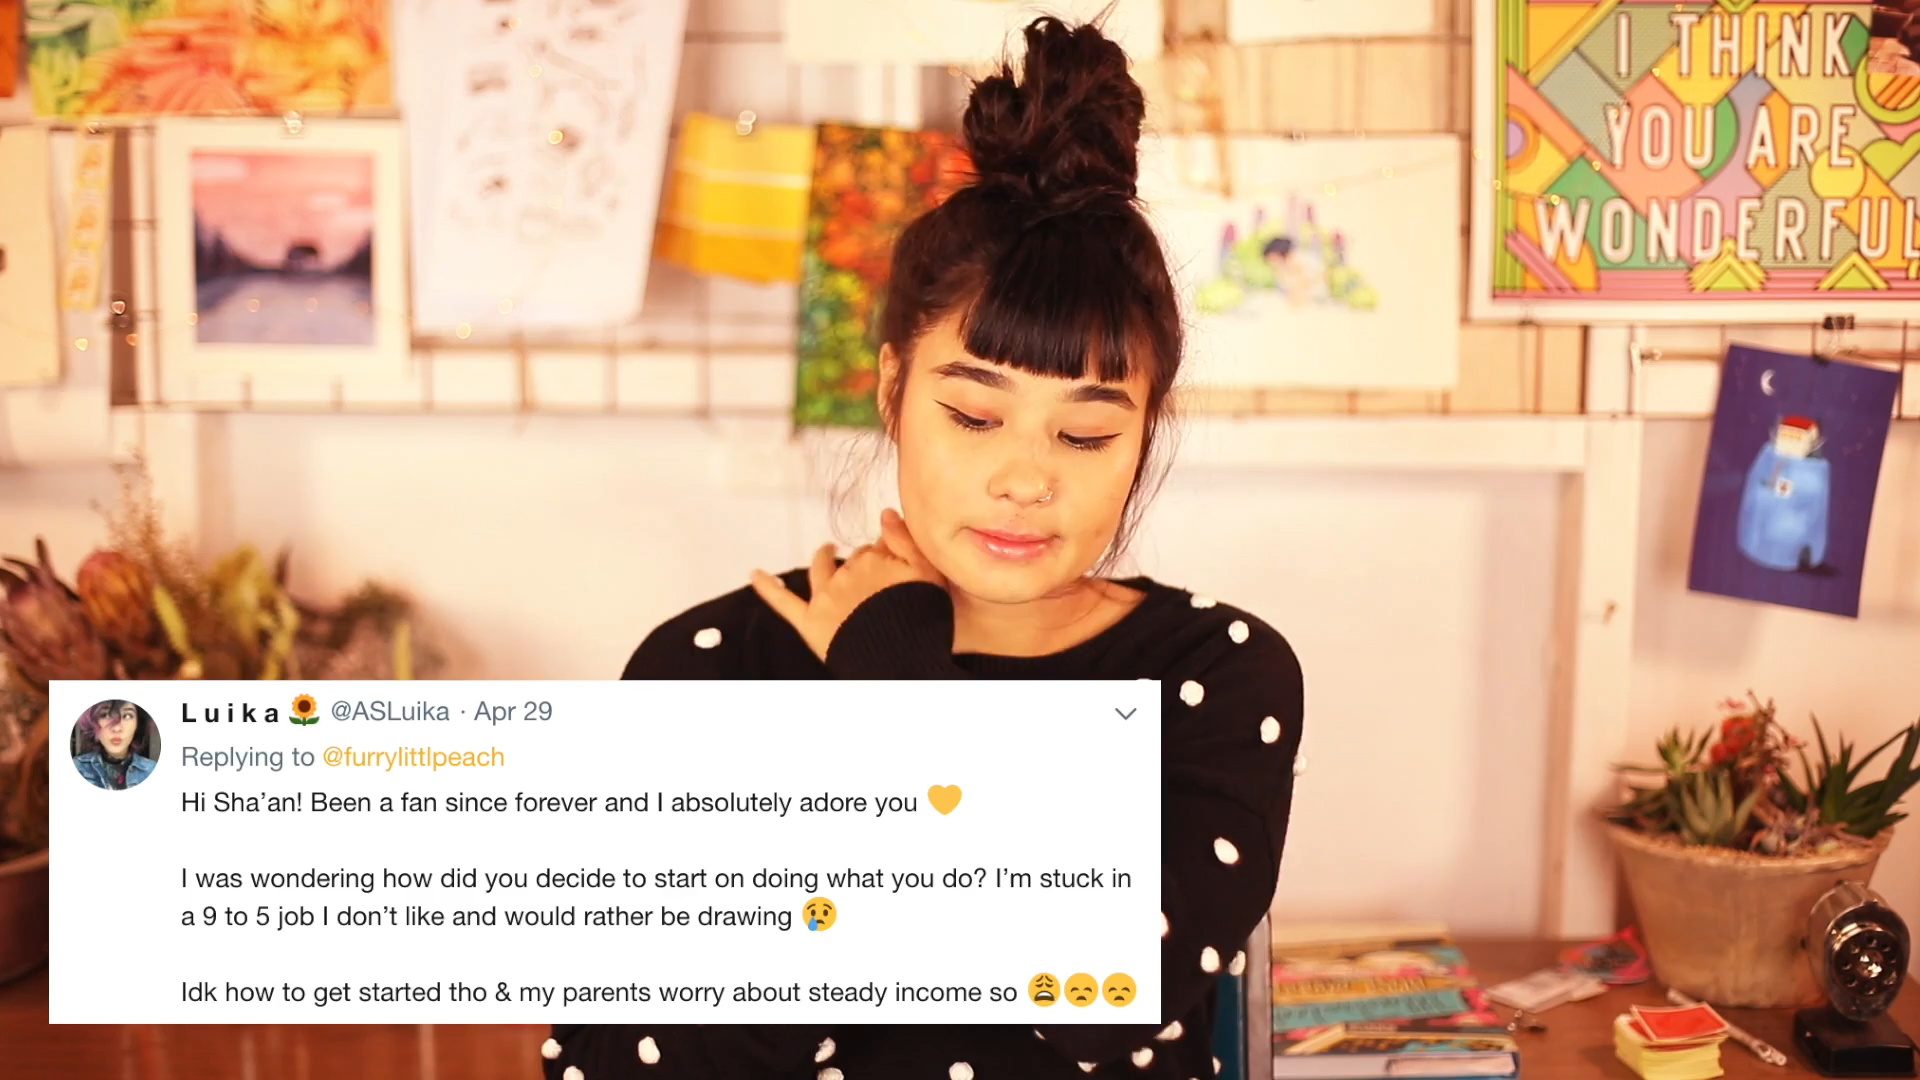 I THINK
YOU ARE
WONDERFUL
Luika🌻 @ASLuika · Apr 29
Replying to @furrylittlpeach
Hi Sha’an! Been a fan since forever and I absolutely adore you 💛
I was wondering how did you decide to start on doing what you do? I’m stuck in
a 9 to 5 job I don’t like and would rather be drawing 😢
Idk how to get started tho & my parents worry about steady income so 😩😞😞